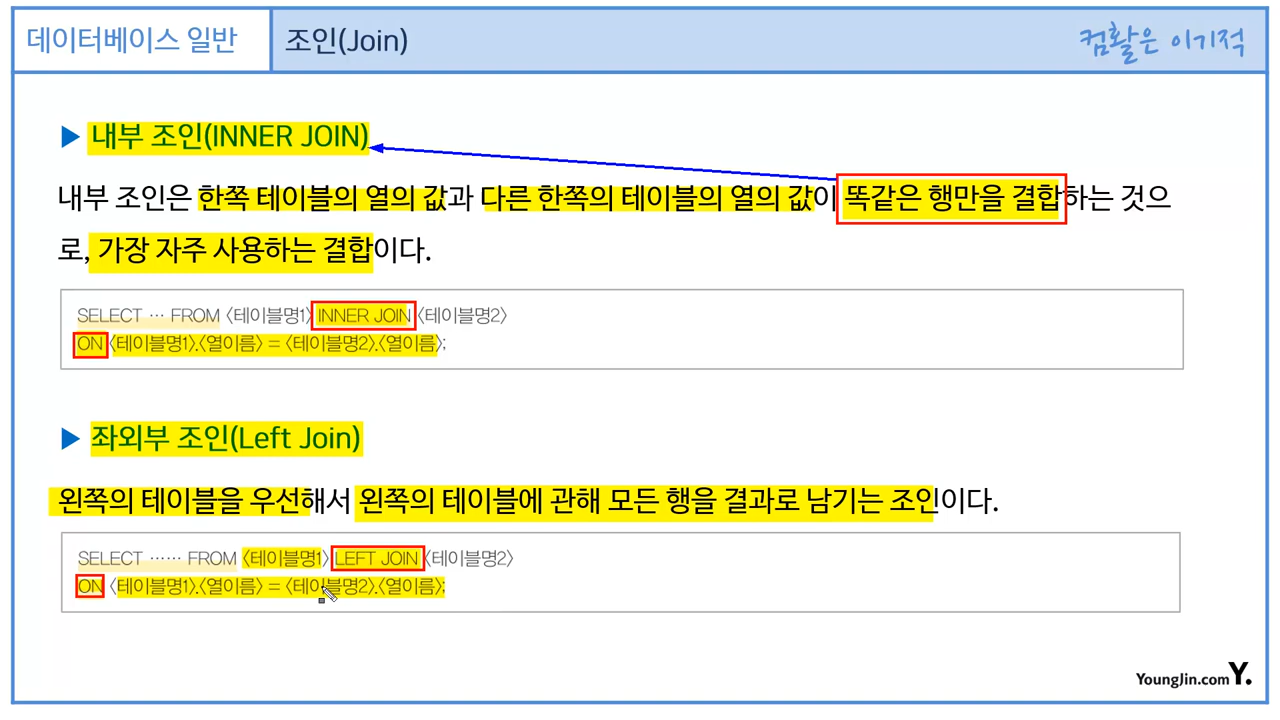 데이터베이스 일반
조인(Join)
컴활은 이기적
▶ 내부 조인(INNER JOIN)
내부 조인은 한쪽 테이블의 열의 값과 다른 한쪽의 테이블의 열의 값이 똑같은 행만을 결합하는 것으
로, 가장 자주 사용하는 결합이다.
SELECT … FROM 〈테이블명1〉 INNER JOIN 〈테이블명2〉
ON 〈테이블명1〉.〈열이름〉 = 〈테이블명2〉.〈열이름〉;
▶ 좌외부 조인(Left Join)
왼쪽의 테이블을 우선해서 왼쪽의 테이블에 관해 모든 행을 결과로 남기는 조인이다.
SELECT …… FROM 〈테이블명1〉 LEFT JOIN 〈테이블명2〉
ON 〈테이블명1〉.〈열이름〉 = 〈테이블명2〉.〈열이름〉;
YoungJin.com Y.